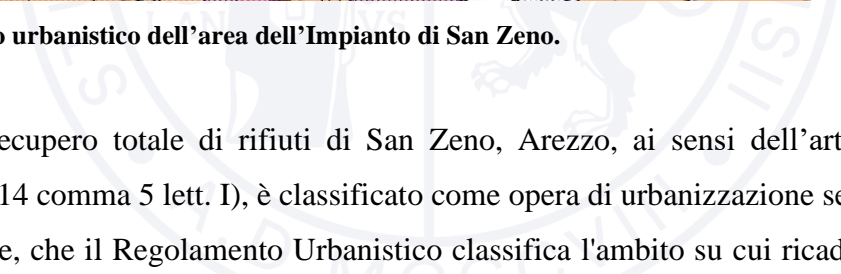 urbanistico dell’area dell’Impianto di San Zeno.
ecupero totale di rifiuti di San Zeno, Arezzo, ai sensi dell’art
14 comma 5 lett. I), è classificato come opera di urbanizzazione se
e, che il Regolamento Urbanistico classifica l'ambito su cui ricad